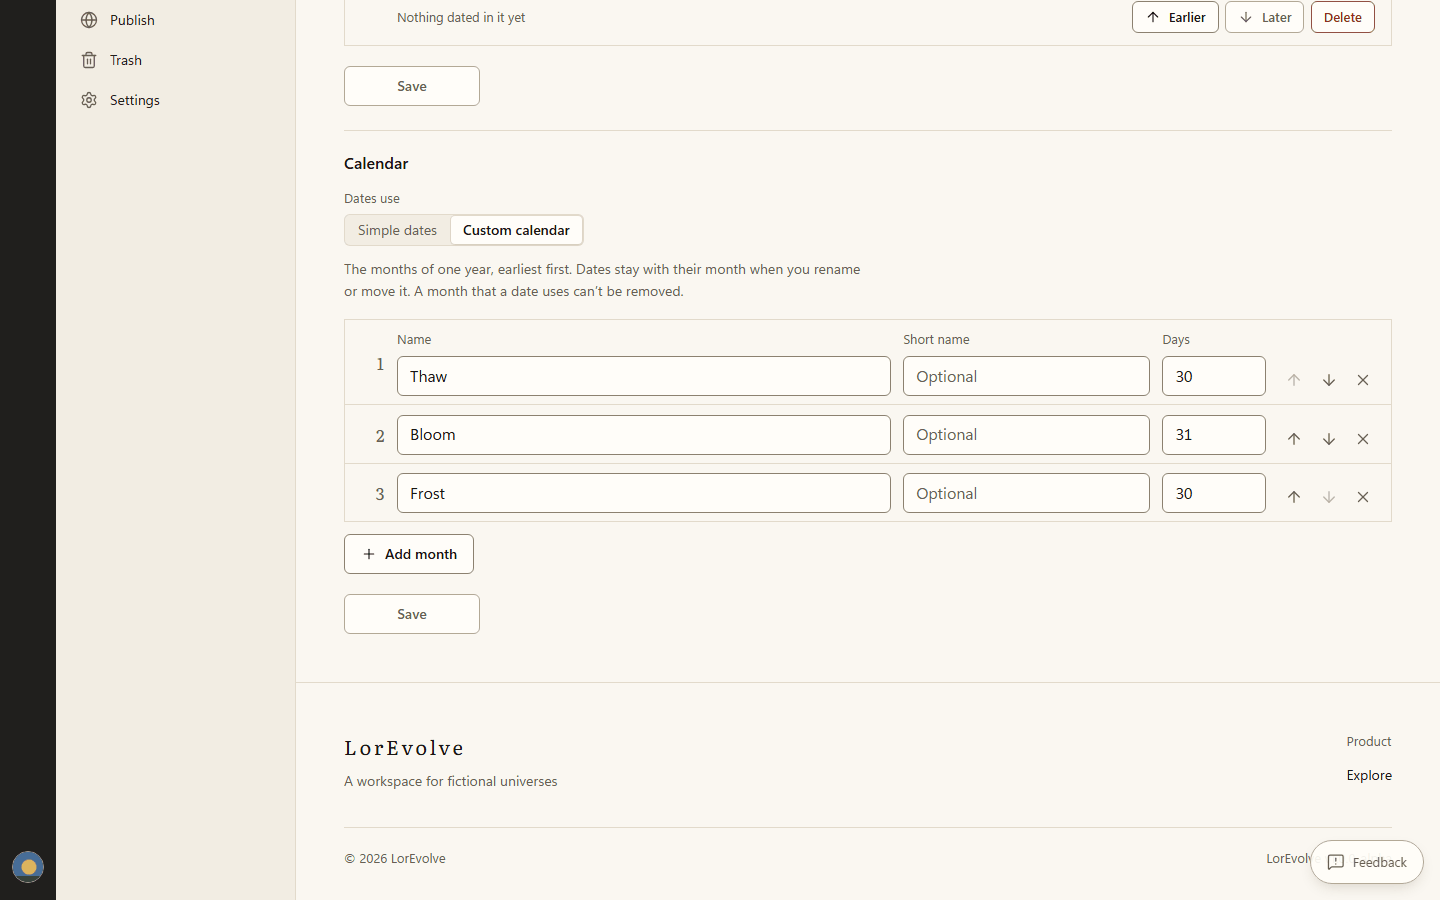 Publish
Trash
Settings
Nothing dated in it yet
Earlier
Later
Delete
Save
Calendar
Dates use
Simple dates
Custom calendar
The months of one year, earliest first. Dates stay with their month when you rename
or move it. A month that a date uses can't be removed.
Name
Short name
Days
1
Thaw
Optional
30
2
Bloom
Optional
31
3
Frost
Optional
30
Add month
Save
LorEvolve
A workspace for fictional universes
Product
Explore
© 2026 LorEvolve
Feedback